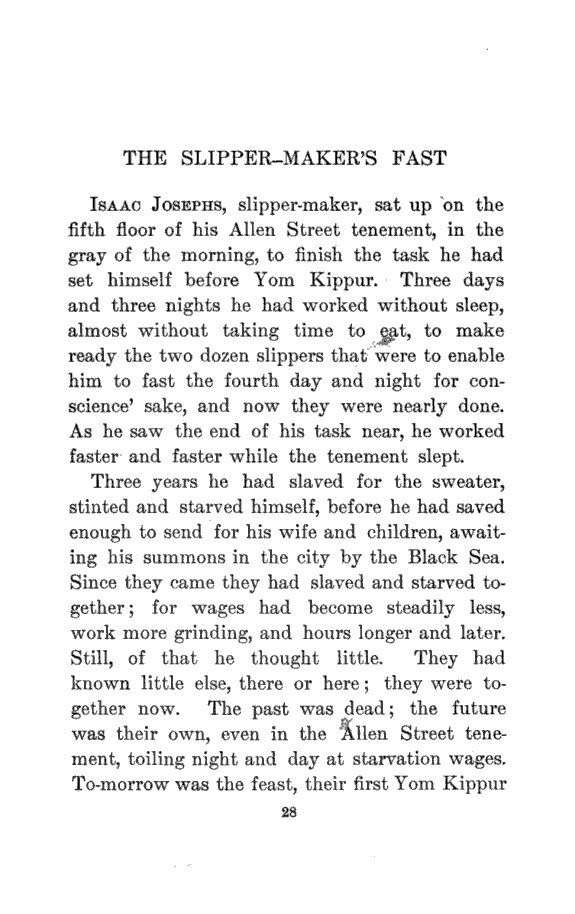 THE SLIPPER-MAKER'S FAST
ISAAC JOSEPHS, slipper-maker, sat up on the
fifth floor of his Allen Street tenement, in the
gray of the morning, to finish the task he had
set himself before Yom Kippur. Three days
and three nights he had worked without sleep,
almost without taking time to eat, to make
ready the two dozen slippers that were to enable
him to fast the fourth day and night for con-
science' sake, and now they were nearly done.
As he saw the end of his task near, he worked
faster and faster while the tenement slept.
Three years he had slaved for the sweater,
stinted and starved himself, before he had saved
enough to send for his wife and children, await-
ing his summons in the city by the Black Sea.
Since they came they had slaved and starved to-
gether; for wages had become steadily less,
work more grinding, and hours longer and later.
Still, of that he thought little. They had
known little else, there or here; they were to-
gether now. The past was dead; the future
was their own, even in the Allen Street tene-
ment, toiling night and day at starvation wages.
To-morrow was the feast, their first Yom Kippur
28